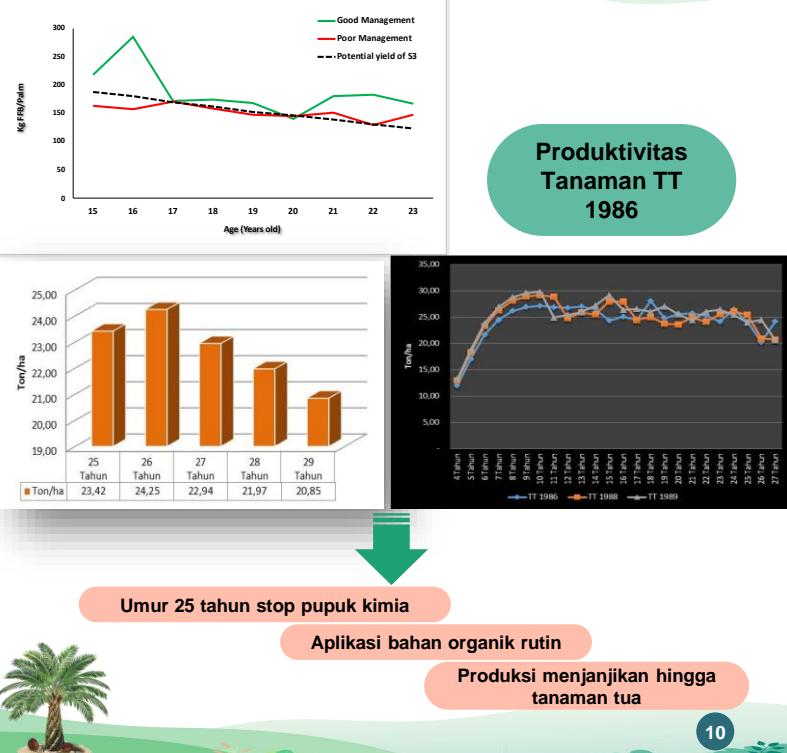 300
250
200
150
100
50
0
Kg FFB/Palm
15 16 17 18 19 20 21 22 23
Age (Years old)
Good Management
Poor Management
Potential yield of S3
Produktivitas
Tanaman TT
1986
25,00
24,00
23,00
22,00
21,00
20,00
19,00
Ton/ha
25 Tahun
26 Tahun
27 Tahun
28 Tahun
29 Tahun
Ton/ha 23,42 24,25 22,94 21,97 20,85
35,00
30,00
25,00
20,00
15,00
10,00
5,00
-
Ton/ha
4 Tahun
5 Tahun
6 Tahun
7 Tahun
8 Tahun
9 Tahun
10 Tahun
11 Tahun
12 Tahun
13 Tahun
14 Tahun
15 Tahun
16 Tahun
17 Tahun
18 Tahun
19 Tahun
20 Tahun
21 Tahun
22 Tahun
23 Tahun
24 Tahun
25 Tahun
26 Tahun
27 Tahun
TT 1986 TT 1988 TT 1989
Umur 25 tahun stop pupuk kimia
Aplikasi bahan organik rutin
Produksi menjanjikan hingga
tanaman tua
10